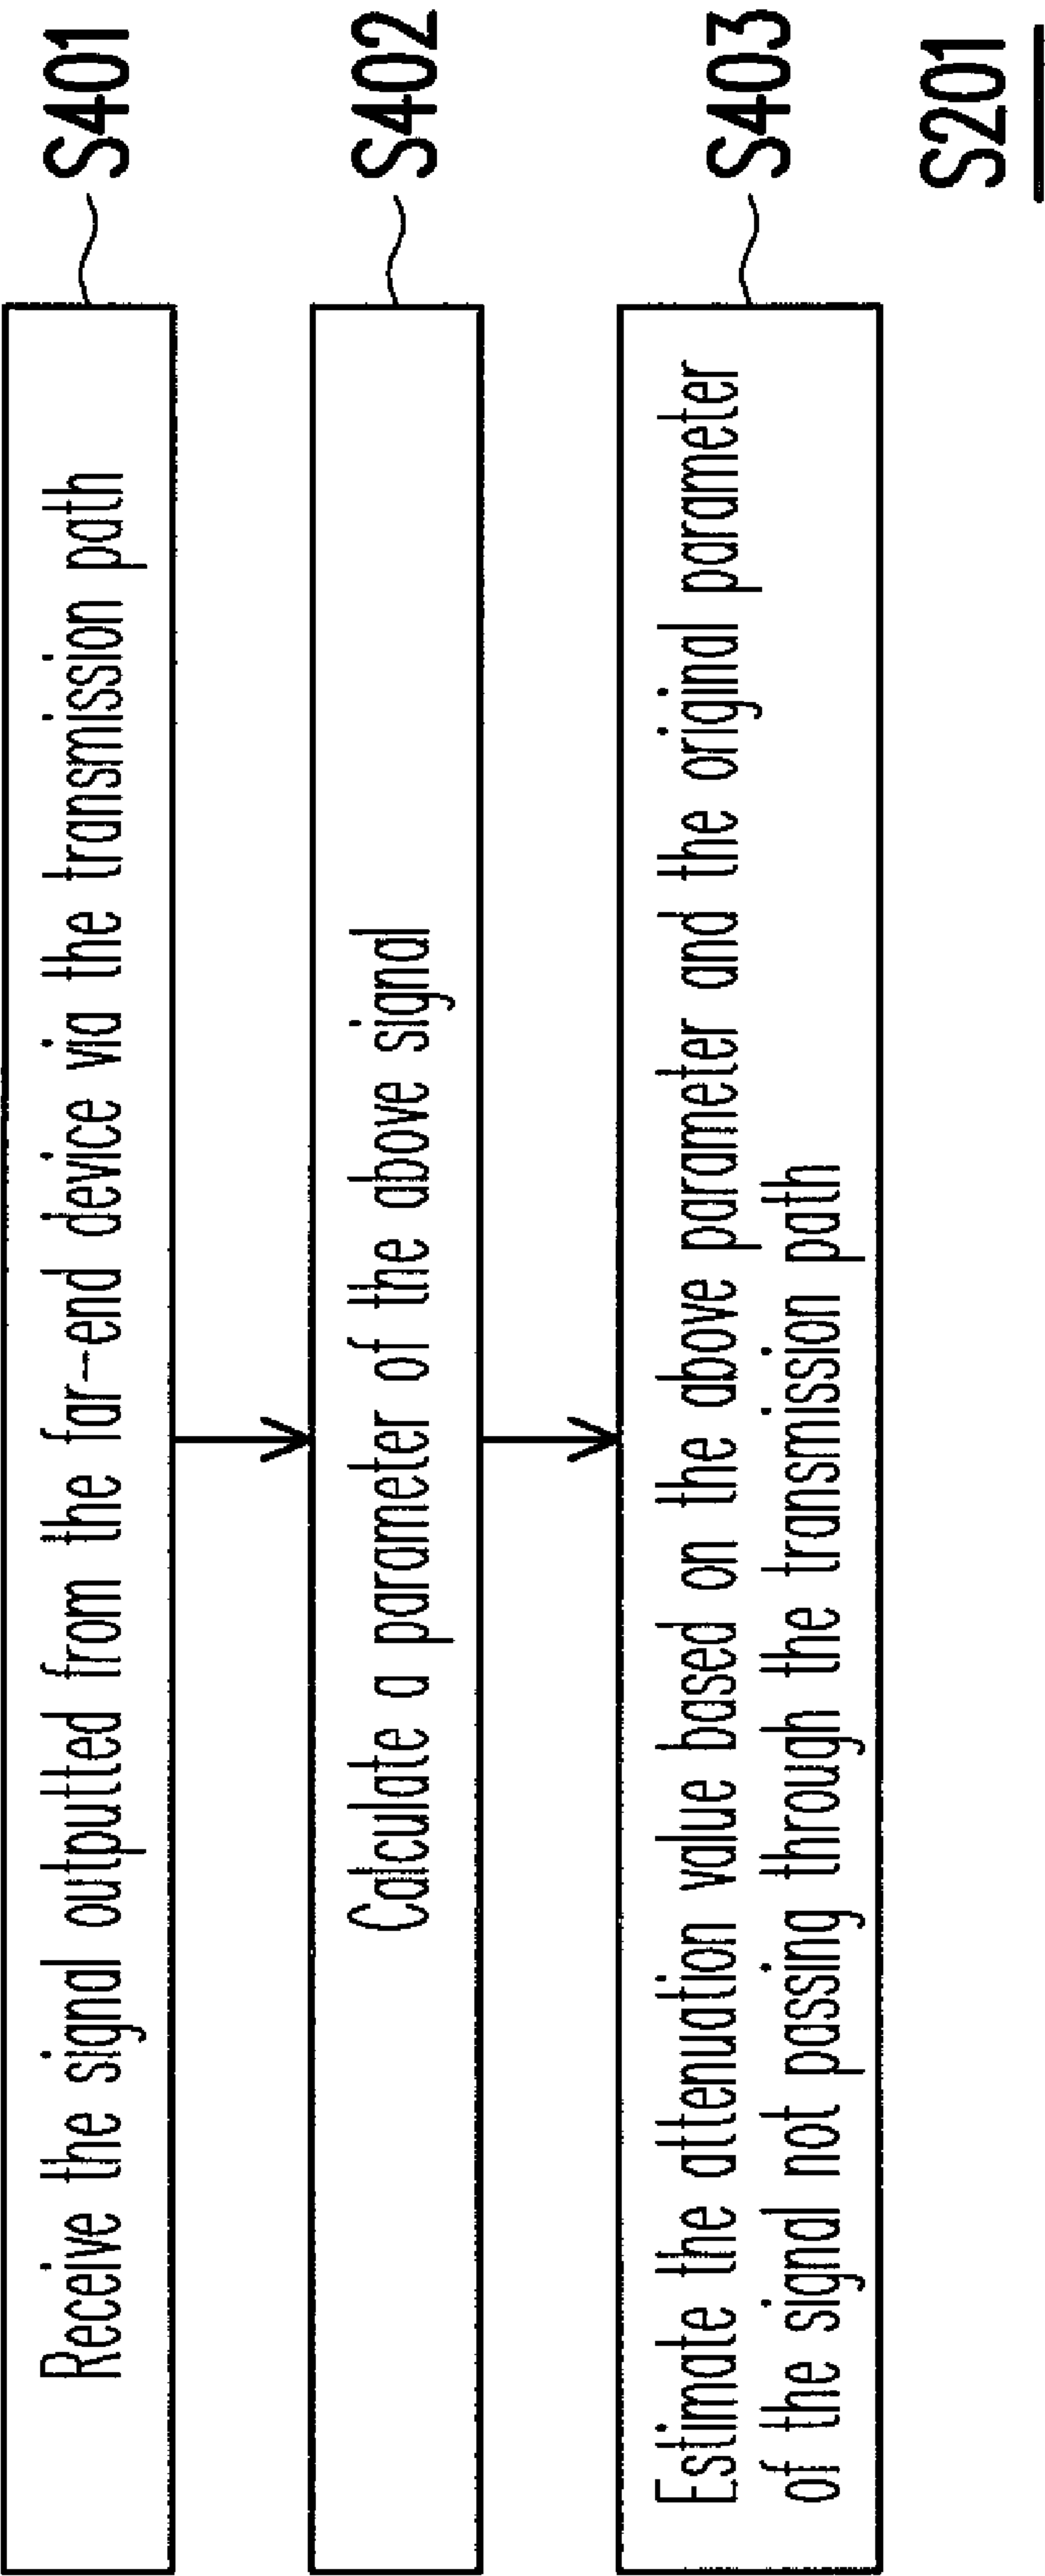 Receive the signal outputted from the far-end device via the transmission path
S401
Calculate a parameter of the above signal
S402
Estimate the attenuation value based on the above parameter and the original parameter
of the signal not passing through the transmission path
S403
S201